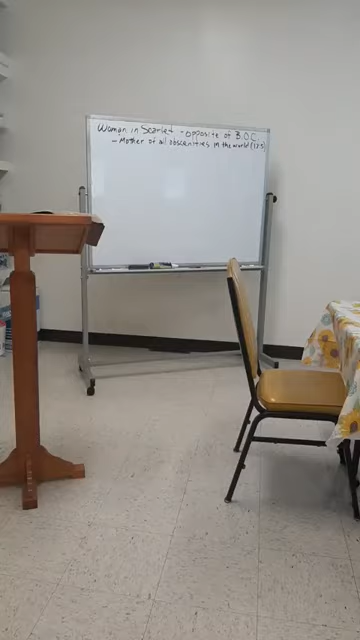 Woman in Scarlet - opposite of B.O.C.
- Mother of all obscenities in the world (17:5)